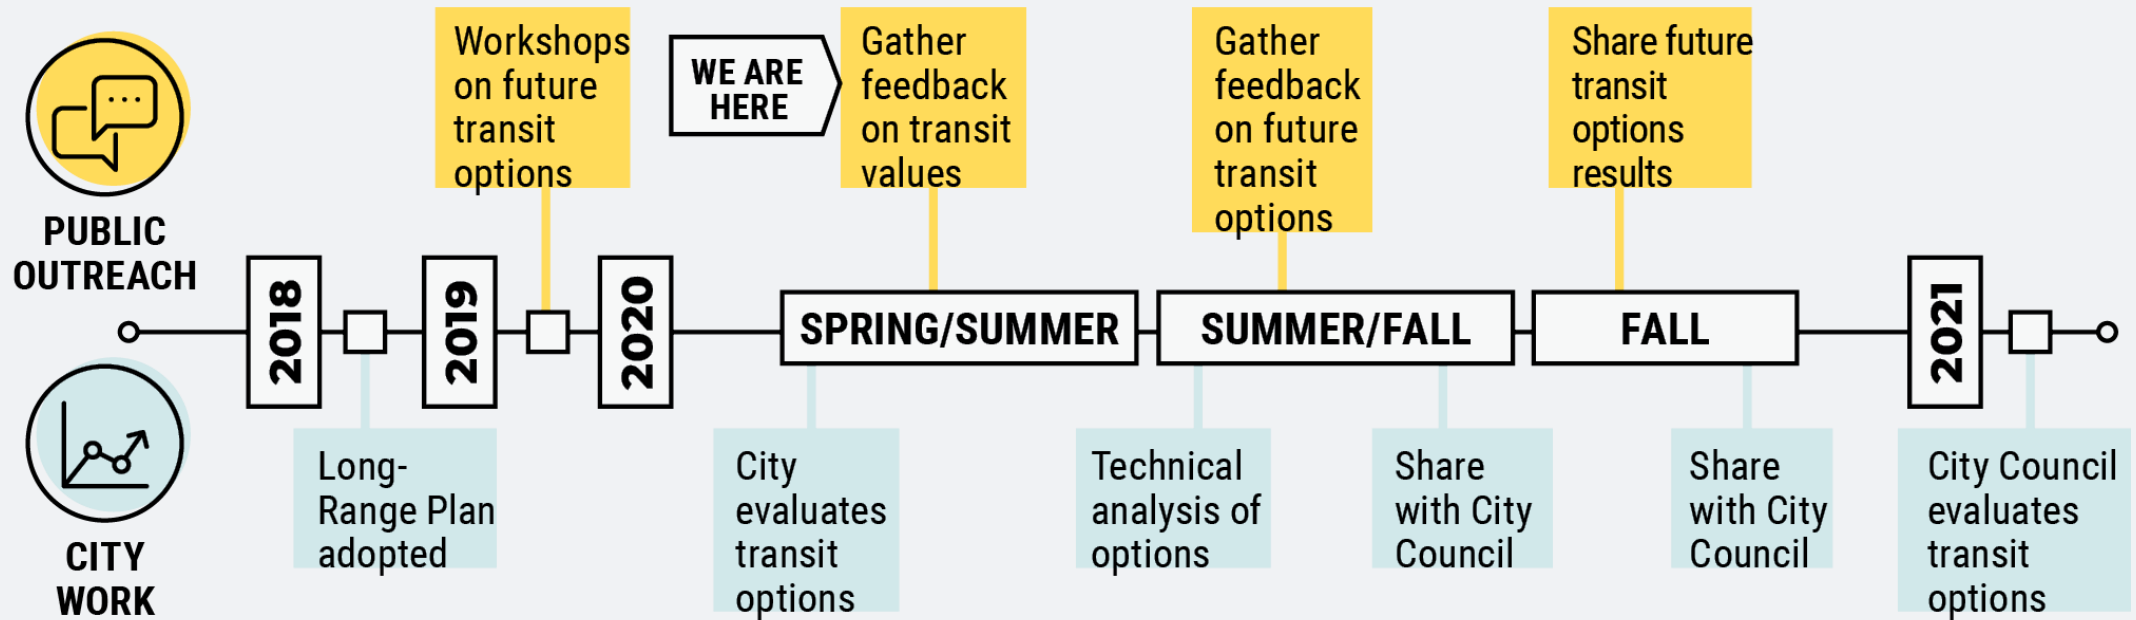 PUBLIC
OUTREACH
Workshops
on future
transit
options
WE ARE
HERE
Gather
feedback
on transit
values
Gather
feedback
on future
transit
options
Share future
transit
options
results
2018
2019
2020
SPRING/SUMMER
SUMMER/FALL
FALL
2021
CITY
WORK
Long-
Range Plan
adopted
City
evaluates
transit
options
Technical
analysis of
options
Share
with City
Council
Share
with City
Council
City Council
evaluates
transit
options